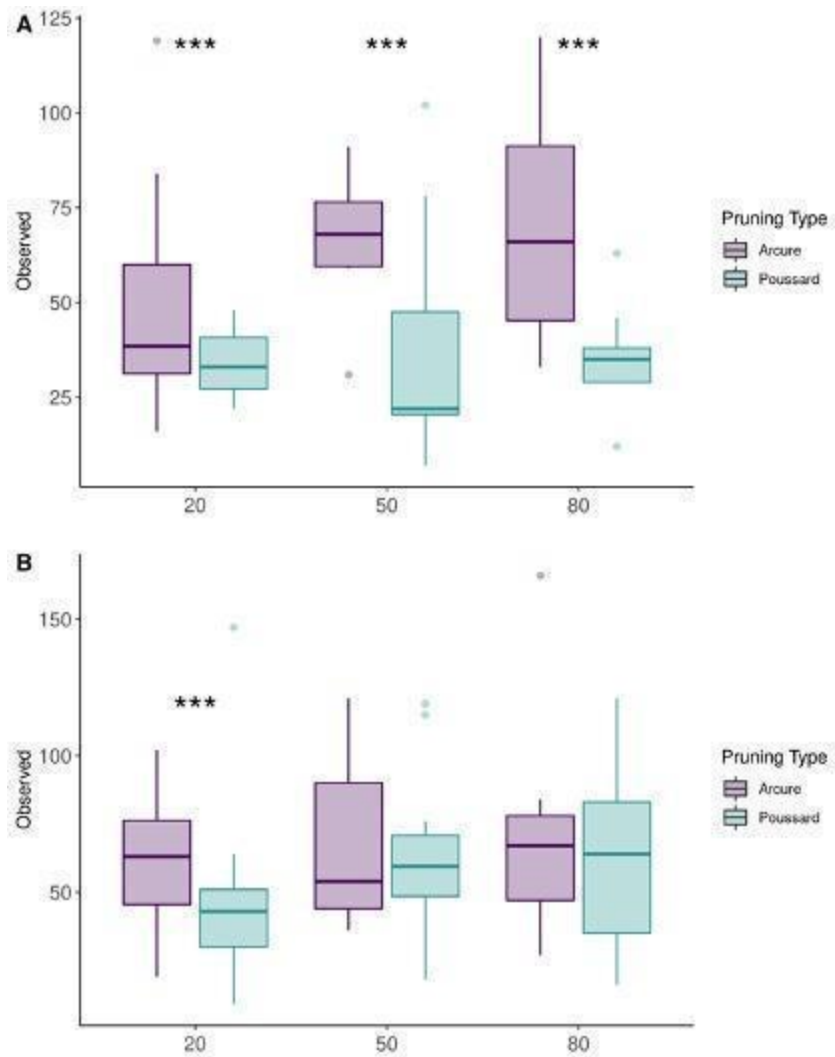 A
125
***
***
***
100
75
Observed
50
25
20
50
80
Pruning Type
Arcure
Poussard
B
150
***
100
Observed
50
20
50
80
Pruning Type
Arcure
Poussard